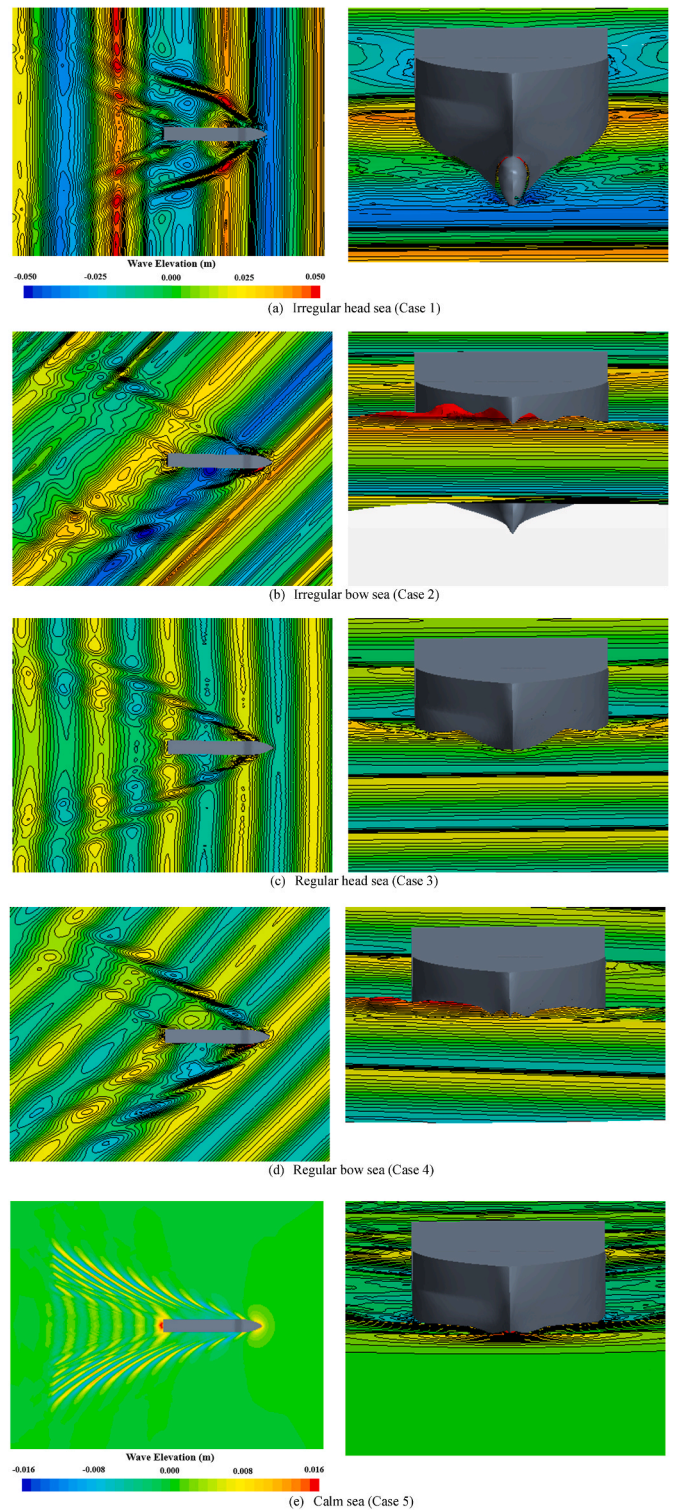 Wave Elevation (m)
-0.050 -0.025 0.000 0.025 0.050
(a) Irregular head sea (Case 1)
(b) Irregular bow sea (Case 2)
(c) Regular head sea (Case 3)
(d) Regular bow sea (Case 4)
Wave Elevation (m)
-0.016 -0.008 0.000 0.008 0.016
(e) Calm sea (Case 5)